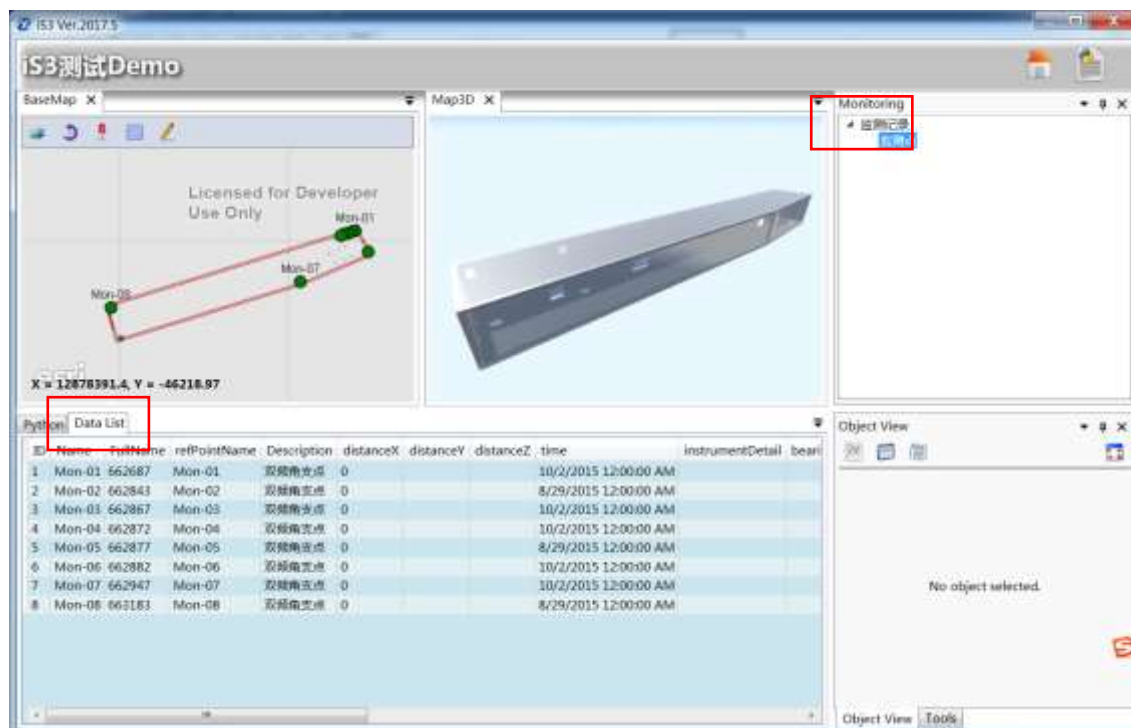 iS3 Ver.2017.5
iS3测试Demo
BaseMap X
Map3D X
Monitoring
监测记录
Licensed for Developer
Use Only
Mon-01
Mon-07
Mon-08
esri
X = 12878391.4, Y = -46218.97
Python Data List
ID Name FullName refPointName Description distanceX distanceY distanceZ time instrumentDetail beari
1 Mon-01 662687 Mon-01 双倾角支点 0 10/2/2015 12:00:00 AM
2 Mon-02 662843 Mon-02 双倾角支点 0 8/29/2015 12:00:00 AM
3 Mon-03 662867 Mon-03 双倾角支点 0 10/2/2015 12:00:00 AM
4 Mon-04 662872 Mon-04 双倾角支点 0 10/2/2015 12:00:00 AM
5 Mon-05 662877 Mon-05 双倾角支点 0 8/29/2015 12:00:00 AM
6 Mon-06 662882 Mon-06 双倾角支点 0 10/2/2015 12:00:00 AM
7 Mon-07 662947 Mon-07 双倾角支点 0 10/2/2015 12:00:00 AM
8 Mon-08 663183 Mon-08 双倾角支点 0 8/29/2015 12:00:00 AM
Object View
No object selected.
Object View Tools